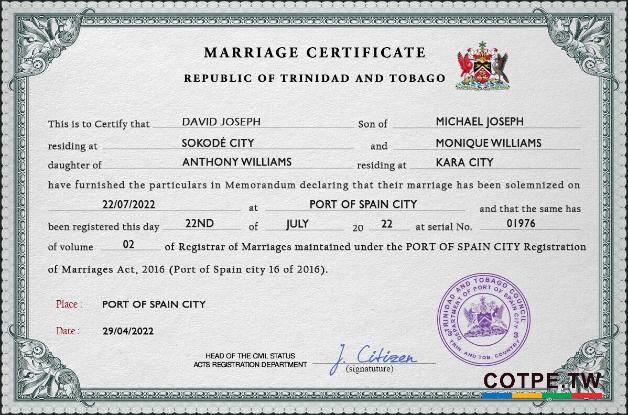 MARRIAGE CERTIFICATE
REPUBLIC OF TRINIDAD AND TOBAGO
This is to Certify that DAVID JOSEPH Son of MICHAEL JOSEPH
residing at SOKODÉ CITY and MONIQUE WILLIAMS
daughter of ANTHONY WILLIAMS residing at KARA CITY
have furnished the particulars in Memorandum declaring that their marriage has been solemnized on
22/07/2022 at PORT OF SPAIN CITY and that the same has
been registered this day 22ND of JULY 20 22 at serial No. 01976
of volume 02 of Registrar of Marriages maintained under the PORT OF SPAIN CITY Registration
of Marriages Act, 2016 (Port of Spain city 16 of 2016).
Place : PORT OF SPAIN CITY
Date : 29/04/2022
HEAD OF THE CIVIL STATUS
ACTS REGISTRATION DEPARTMENT J. Citizen
(signatuture)
TRINIDAD AND TOBAGO COUNCIL
DEPARTMENT OF PORT OF SPAIN CITY
TRIN. AND TOB. COUNTRY
COTPE.TW